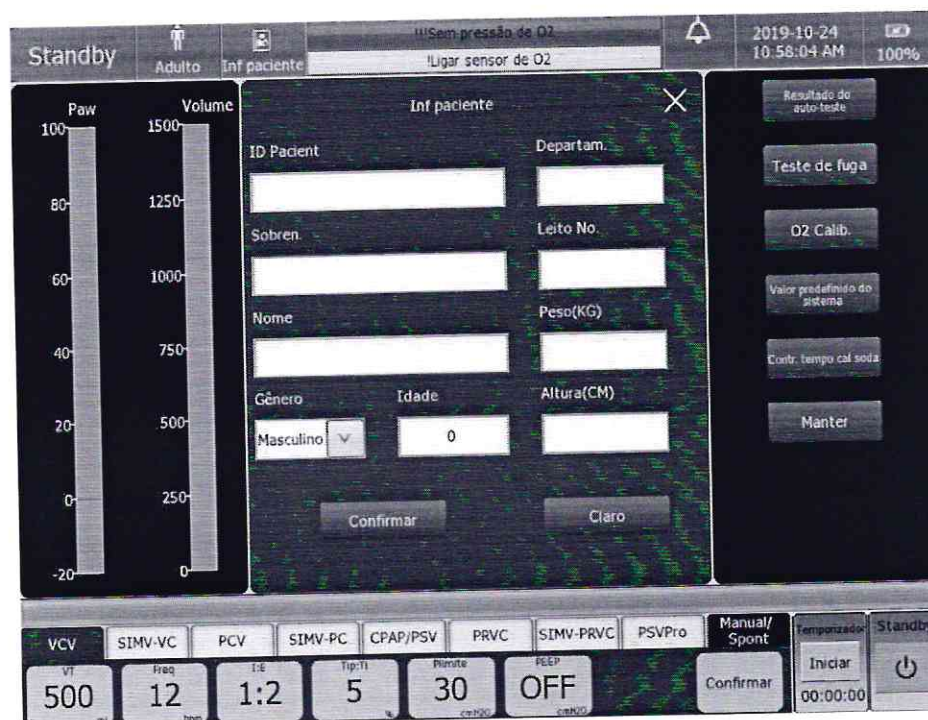 Standby
Adulto
Inf paciente
!!!Sem pressão de O2
!Ligar sensor de O2
2019-10-24
10:58:04 AM
100%
Paw
100
80
60
40
20
0
-20
Volume
1500
1250
1000
750
500
250
0
Inf paciente
ID Pacient
Departam.
Sobren.
Leito No.
Nome
Peso(KG)
Gênero
Idade
Altura(CM)
Masculino
0
Confirmar
Claro
Resultado do
auto-teste
Teste de fuga
O2 Calib.
Valor predefinido do
sistema
Contr. tempo cal soda
Manter
VCV
SIMV-VC
PCV
SIMV-PC
CPAP/PSV
PRVC
SIMV-PRVC
PSVPro
Manual/
Spont
Temporizador
Standby
VT
500
Freq
12
bpm
I:E
1:2
Tip:Ti
5
%
Plimite
30
cmH2O
PEEP
OFF
cmH2O
Confirmar
Iniciar
00:00:00